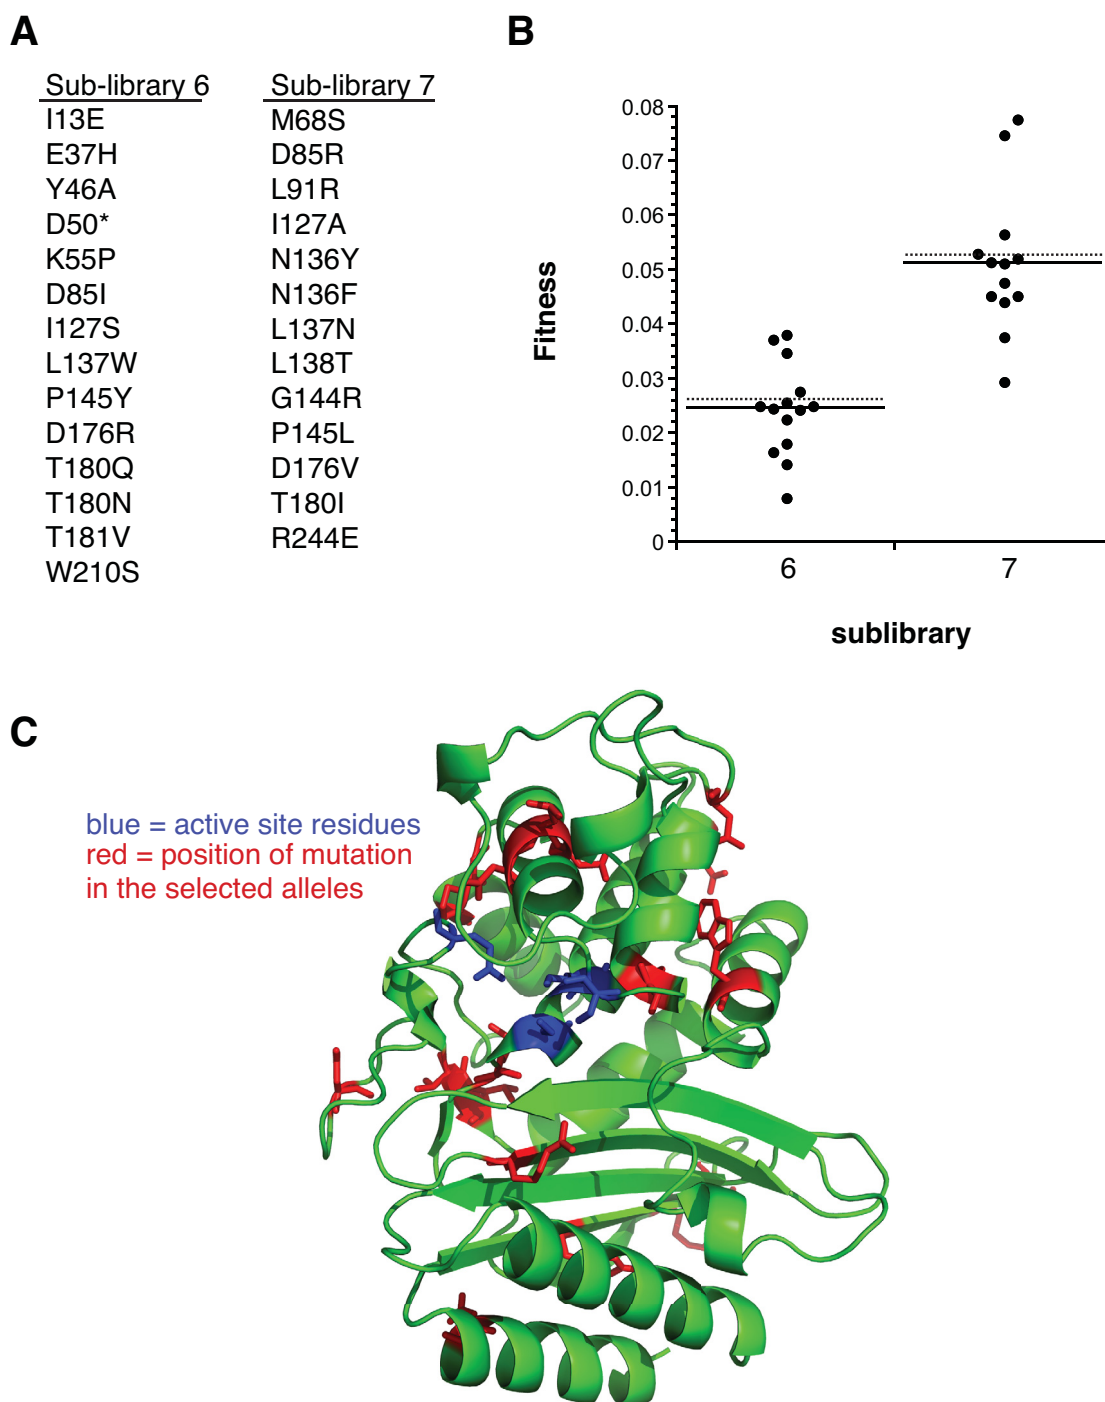 A
Sub-library 6
I13E
E37H
Y46A
D50*
K55P
D85I
I127S
L137W
P145Y
D176R
T180Q
T180N
T181V
W210S
Sub-library 7
M68S
D85R
L91R
I127A
N136Y
N136F
L137N
L138T
G144R
P145L
D176V
T180I
R244E
B
Fitness
0.08
0.07
0.06
0.05
0.04
0.03
0.02
0.01
0
6
7
sublibrary
C
blue = active site residues
red = position of mutation
in the selected alleles